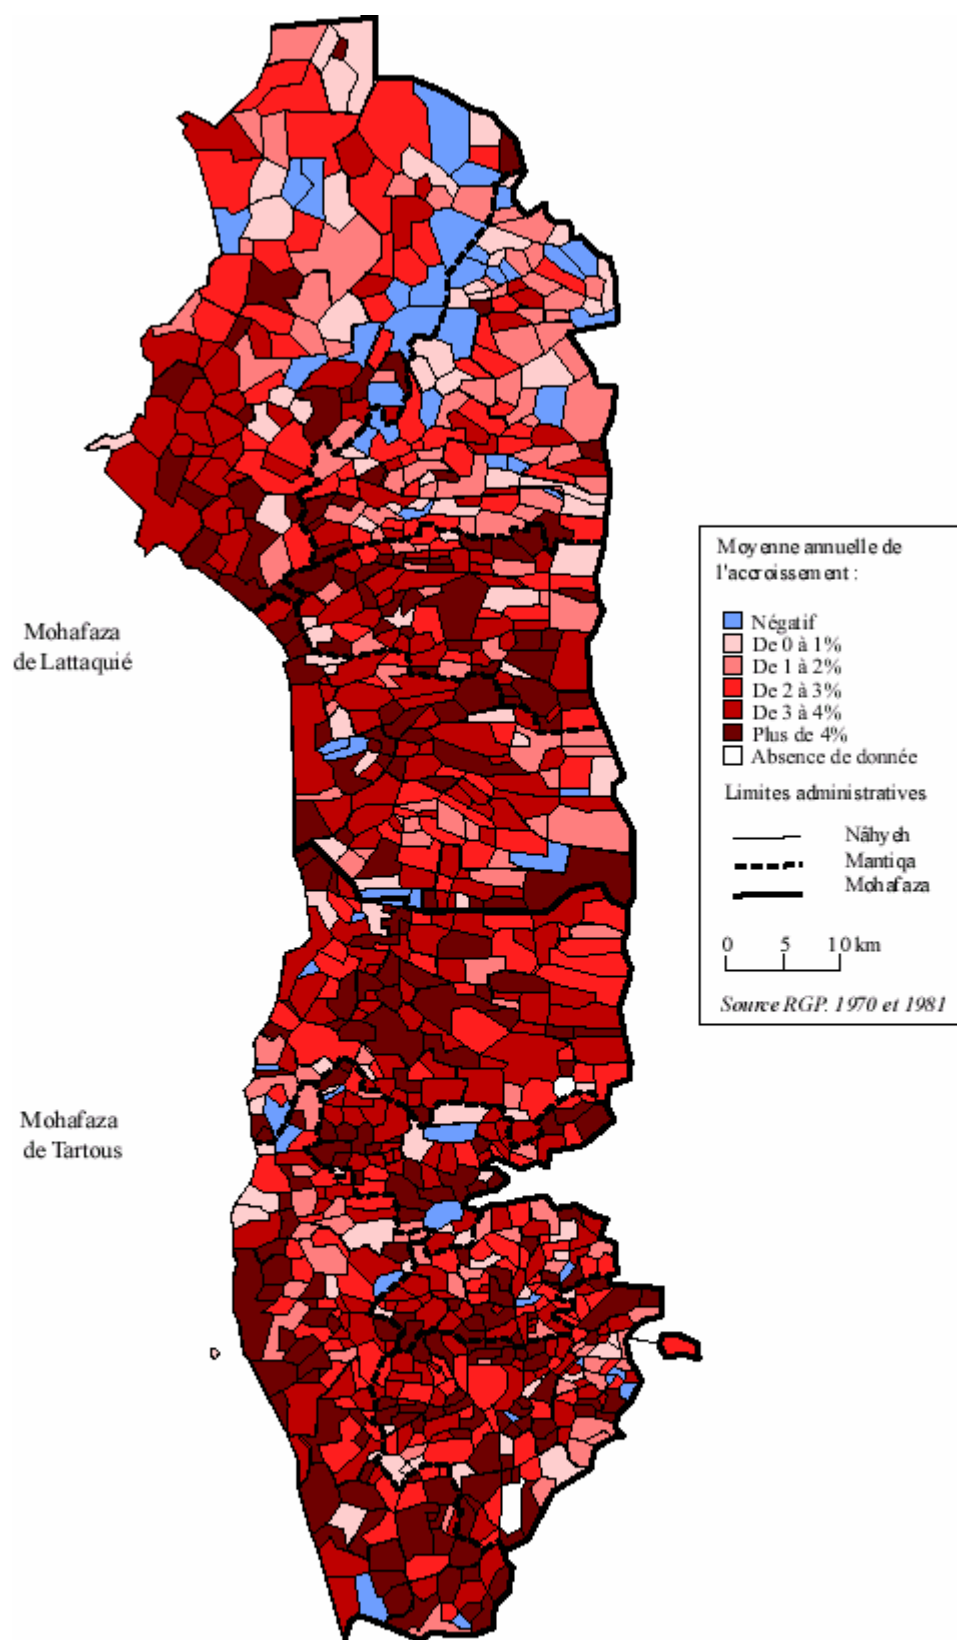 Moyenne annuelle de
l'accroissement :
Négatif
De 0 à 1%
De 1 à 2%
De 2 à 3%
De 3 à 4%
Plus de 4%
Absence de donnée
Limites administratives
Nâhyeh
Mantiqa
Mohafaza
0 5 10 km
Source RGP. 1970 et 1981
Mohafaza
de Lattaquié
Mohafaza
de Tartous